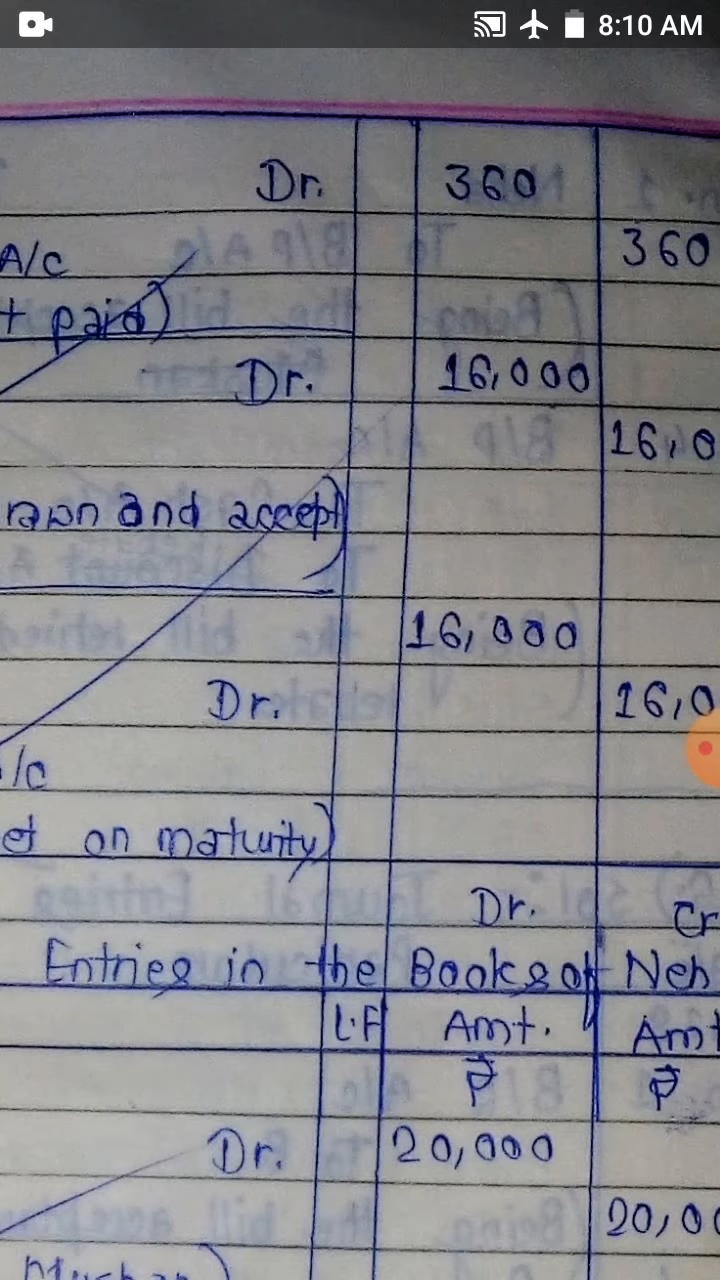 8:10 AM
Dr. 360
A/c 360
t paid)
Dr. 16,000
16,0
rawn and accept)
16,000
Dr. 16,0
/c
et on maturity)
Dr. Cr
Entries in the Books of Neh
L.F Amt. Amt
₹ ₹
Dr. 20,000
20,00